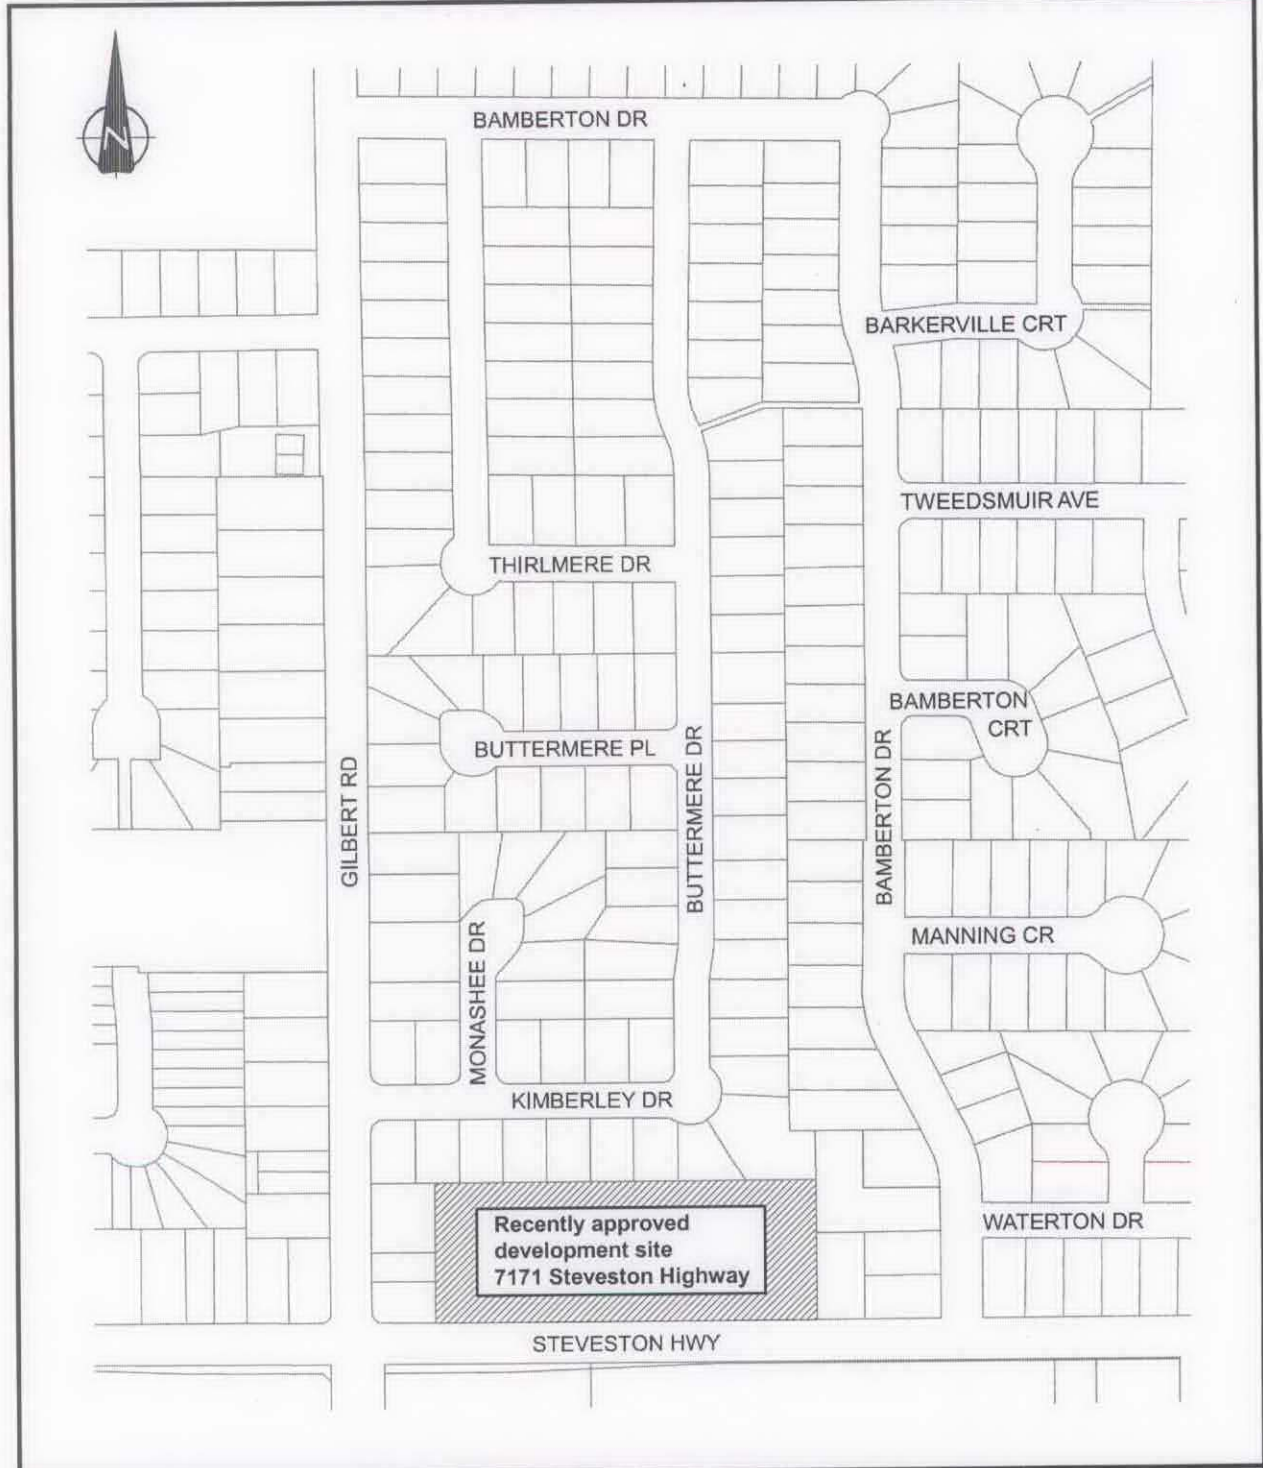 N
BAMBERTON DR
BARKERVILLE CRT
TWEEDSMUIR AVE
THIRLMERE DR
BAMBERTON
CRT
BUTTERMERE PL
BUTTERMERE DR
BAMBERTON DR
GILBERT RD
MANNING CR
MONASHEE DR
KIMBERLEY DR
Recently approved
development site
7171 Steveston Highway
WATERTON DR
STEVESTON HWY